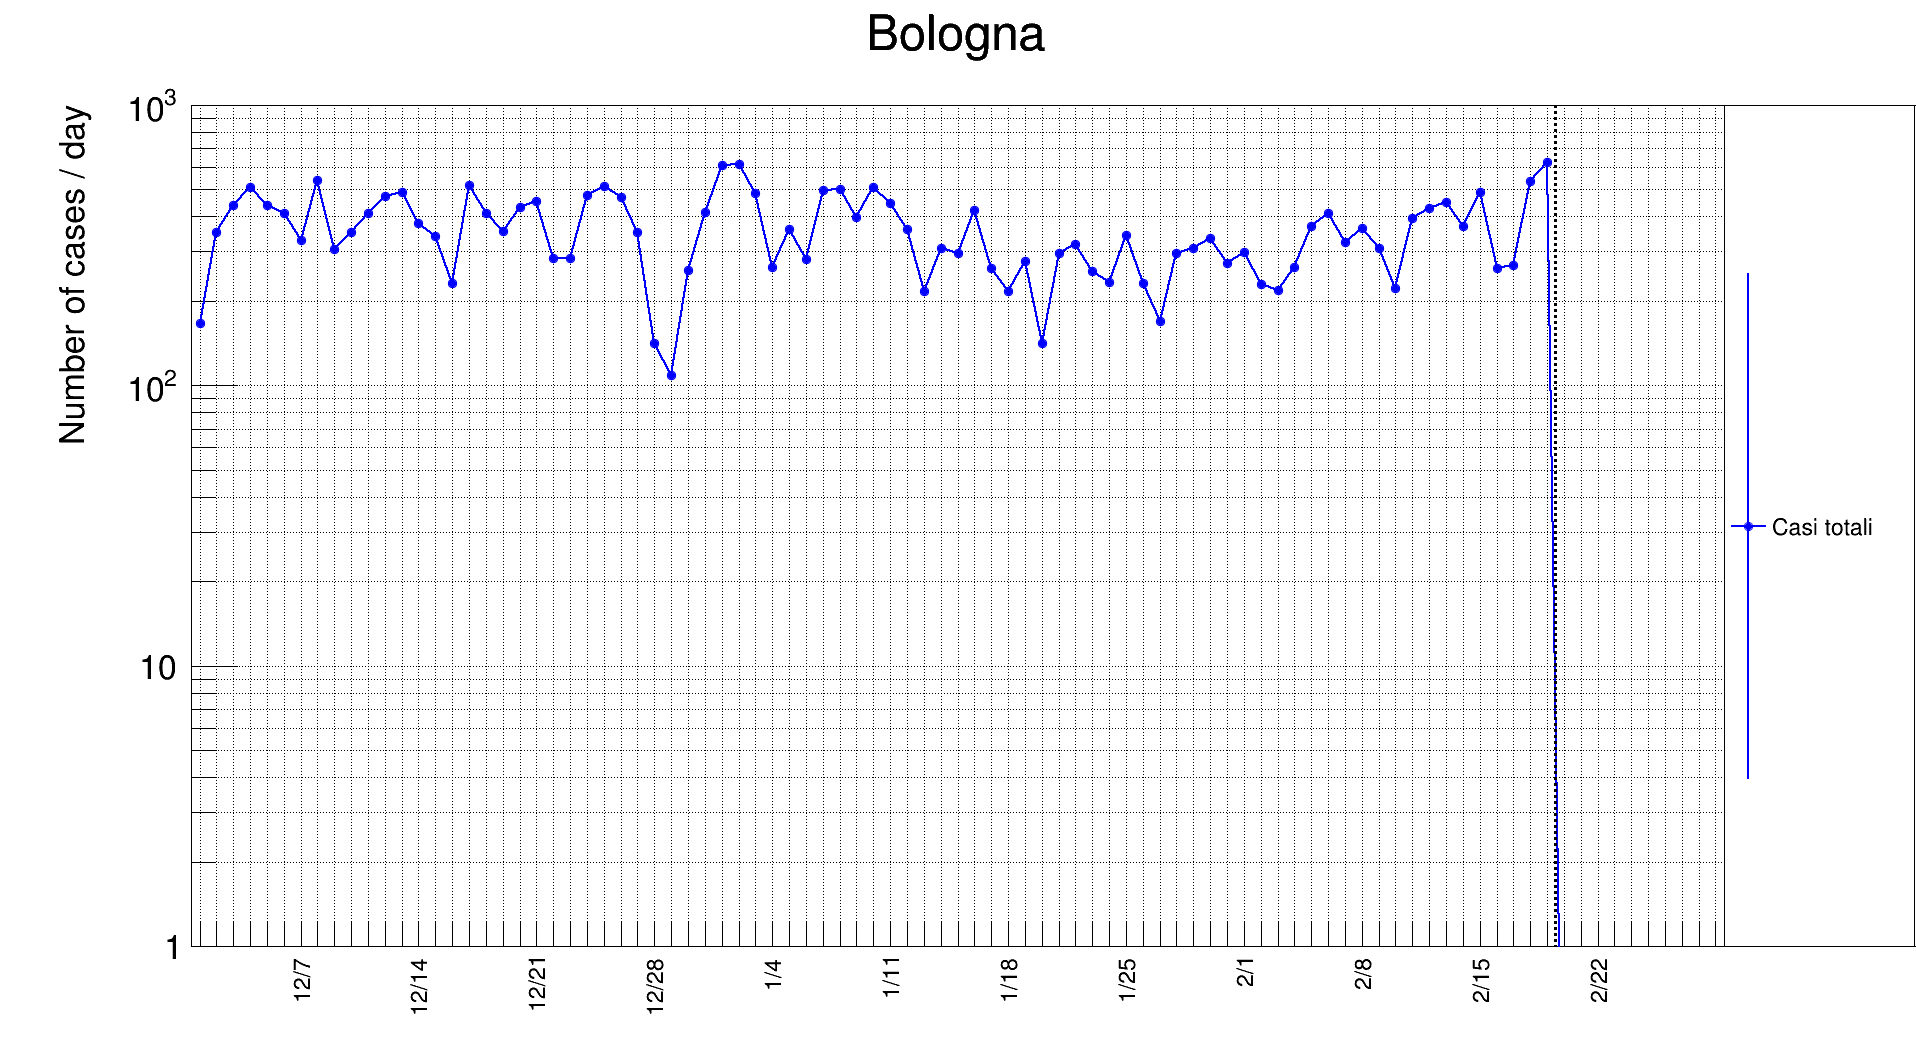 Bologna
Number of cases / day
10³
10²
10
1
12/7 12/14 12/21 12/28 1/4 1/11 1/18 1/25 2/1 2/8 2/15 2/22
Casi totali